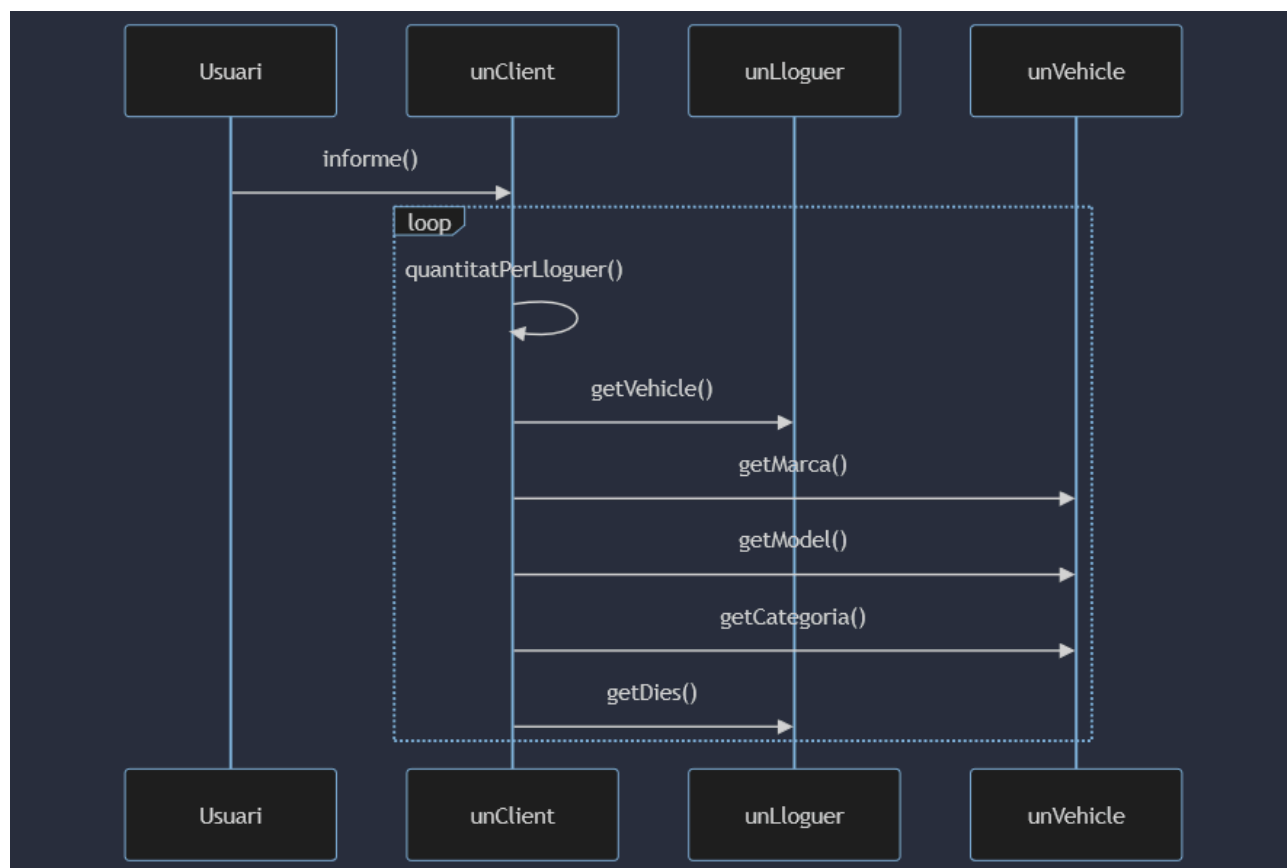 Usuari
unClient
unLloguer
unVehicle
informe()
loop
quantitatPerLloguer()
getVehicle()
getMarca()
getModel()
getCategoria()
getDies()
Usuari
unClient
unLloguer
unVehicle